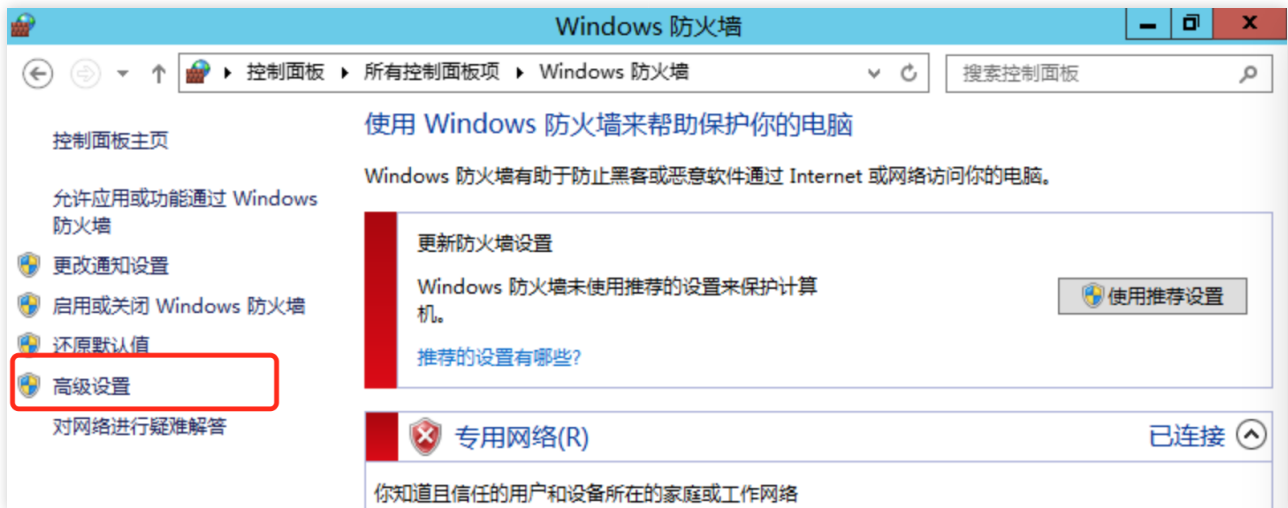 Windows 防火墙
控制面板 所有控制面板项 Windows 防火墙
搜索控制面板
控制面板主页
允许应用或功能通过 Windows
防火墙
更改通知设置
启用或关闭 Windows 防火墙
还原默认值
高级设置
对网络进行疑难解答
使用 Windows 防火墙来帮助保护你的电脑
Windows 防火墙有助于防止黑客或恶意软件通过 Internet 或网络访问你的电脑。
更新防火墙设置
Windows 防火墙未使用推荐的设置来保护计算
机。
使用推荐设置
推荐的设置有哪些?
专用网络(R)
已连接
你知道且信任的用户和设备所在的家庭或工作网络